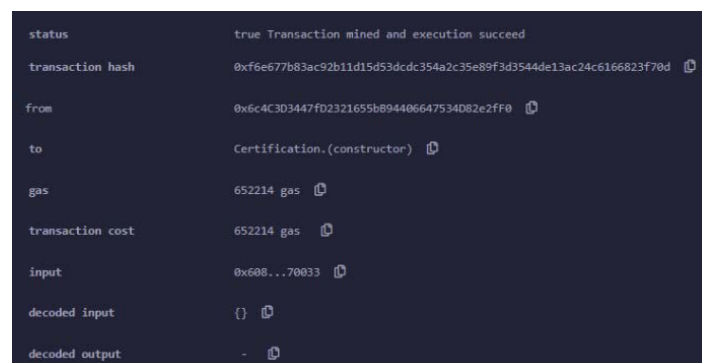 status true Transaction mined and execution succeed
transaction hash 0xf6e677b83ac92b11d15d53dcdc354a2c35e89f3d3544de13ac24c6166823f70d
from 0x6c4C3D3447fD2321655bB94406647534D82e2fF0
to Certification.(constructor)
gas 652214 gas
transaction cost 652214 gas
input 0x608...70033
decoded input {}
decoded output -